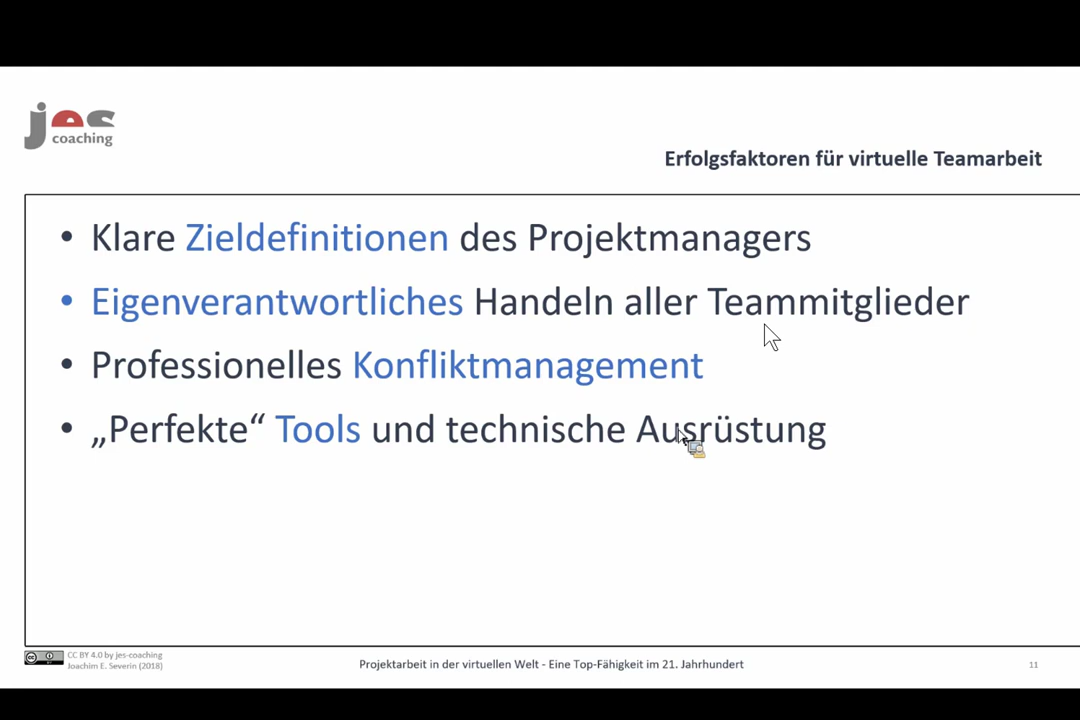 jes
coaching
Erfolgsfaktoren für virtuelle Teamarbeit
• Klare Zieldefinitionen des Projektmanagers
• Eigenverantwortliches Handeln aller Teammitglieder
• Professionelles Konfliktmanagement
• „Perfekte“ Tools und technische Ausrüstung
CC BY 4.0 by jes-coaching
Joachim E. Severin (2018)
Projektarbeit in der virtuellen Welt - Eine Top-Fähigkeit im 21. Jahrhundert
11